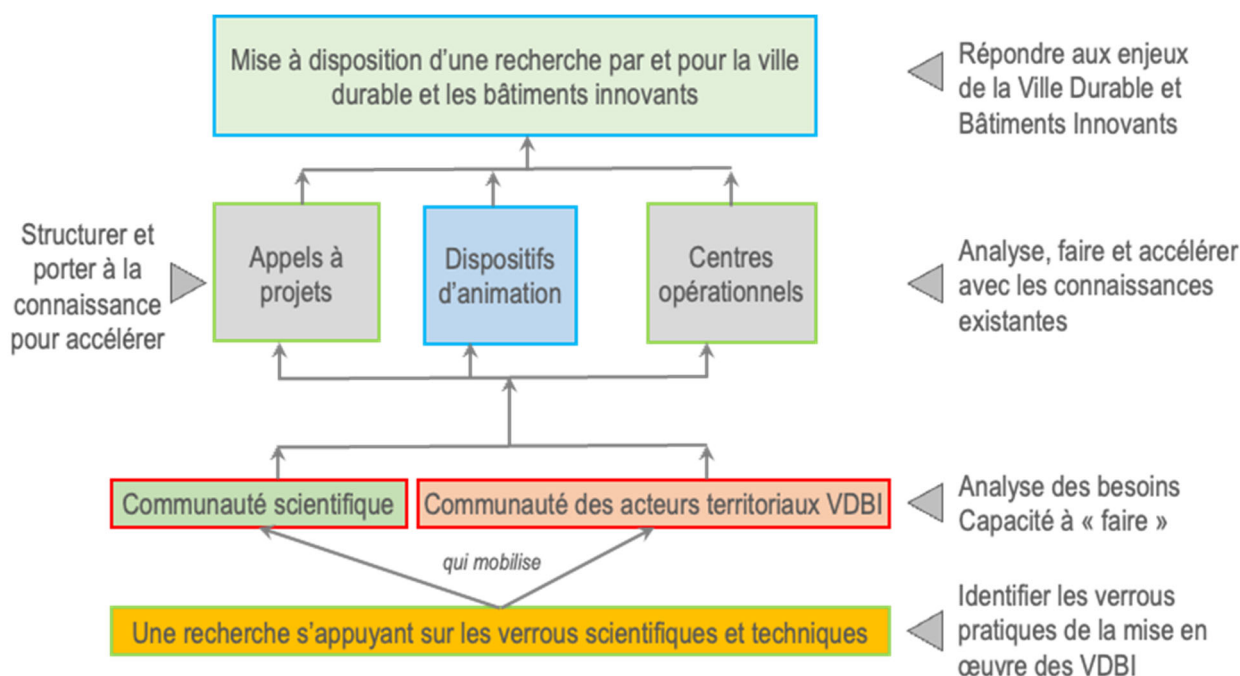 Mise à disposition d’une recherche par et pour la ville
durable et les bâtiments innovants
Répondre aux enjeux
de la Ville Durable et
Bâtiments Innovants
Structurer et
porter à la
connaissance
pour accélérer
Appels à
projets
Dispositifs
d’animation
Centres
opérationnels
Analyse, faire et accélérer
avec les connaissances
existantes
Communauté scientifique
Communauté des acteurs territoriaux VDBI
Analyse des besoins
Capacité à « faire »
qui mobilise
Une recherche s’appuyant sur les verrous scientifiques et techniques
Identifier les verrous
pratiques de la mise en
œuvre des VDBI